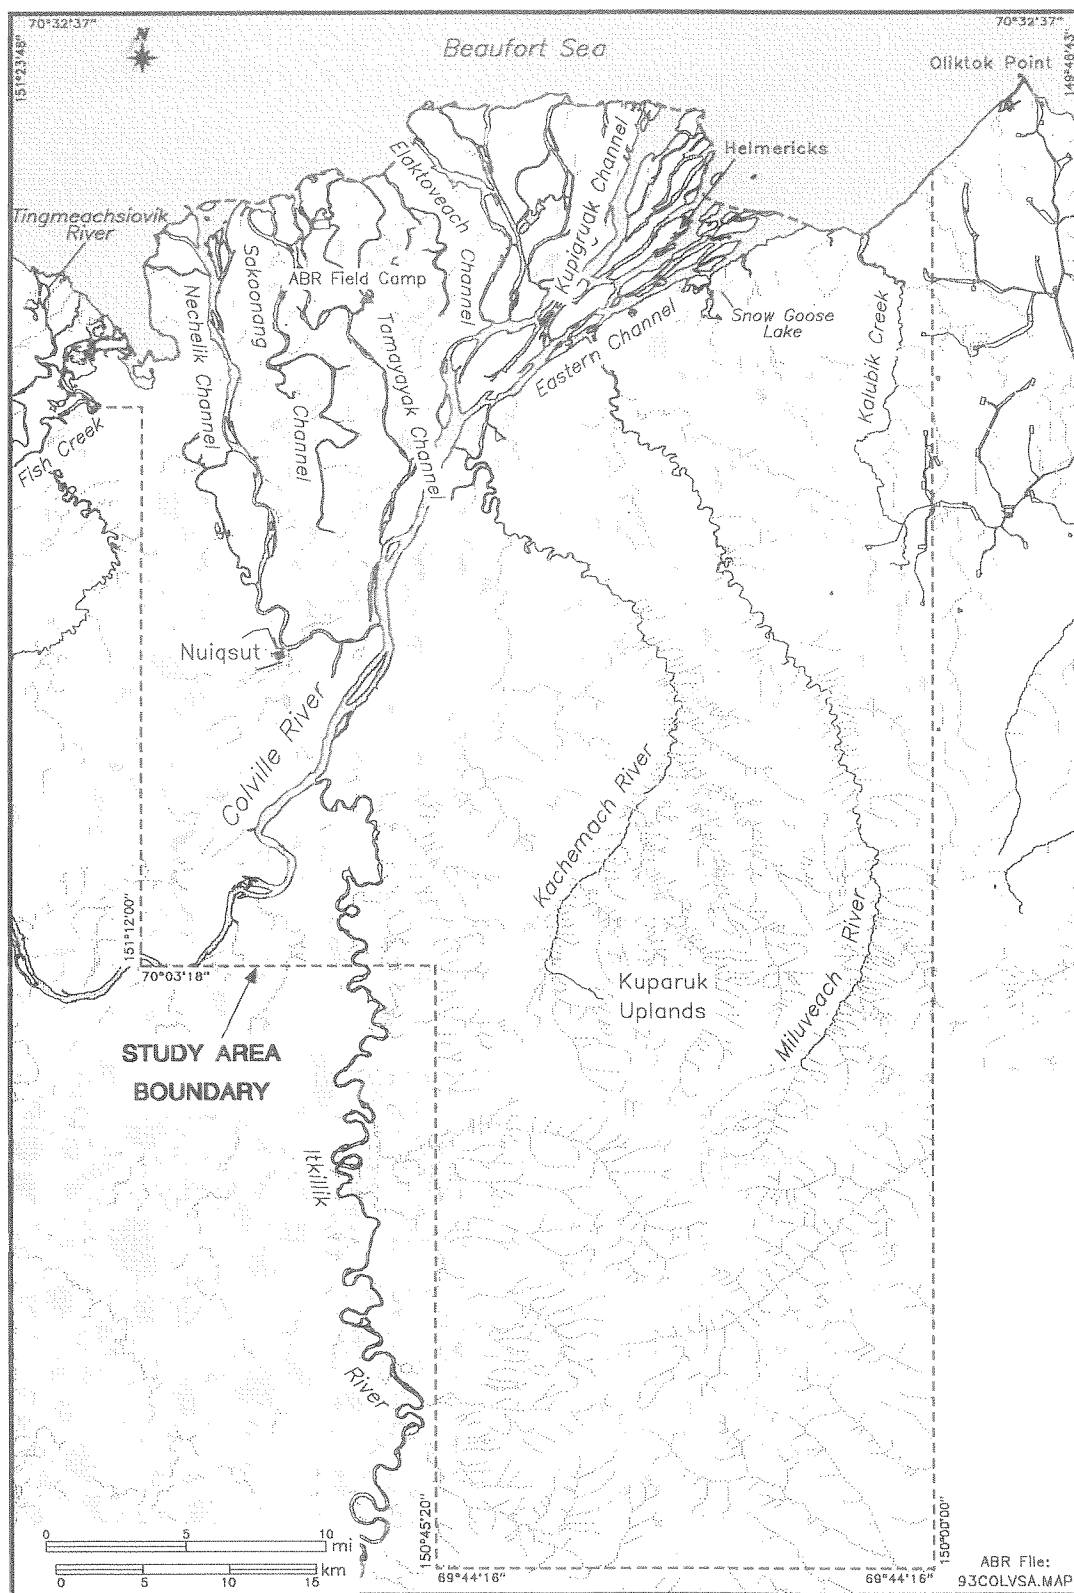 70°32'37"
70°32'37"
151°23'48"
N
149°46'43"
Beaufort Sea
Oliktok Point
Helmericks
Elaktoveach
Channel
Kupigruak Channel
Tingmeachsiovik
River
Sakoonang
Channel
ABR Field Camp
Nechelik Channel
Tamayayak Channel
Eastern Channel
Snow Goose
Lake
Kalubik Creek
Fish Creek
Nuiqsut
Colville River
Kachernach River
Miluveach River
151°12'00"
70°03'18"
Kuparuk
Uplands
STUDY AREA
BOUNDARY
Itkillik
River
150°45'20"
150°00'00"
0 5 10 mi
km
0 5 10 15
69°44'16"
69°44'16"
ABR File:
93COLVSA.MAP